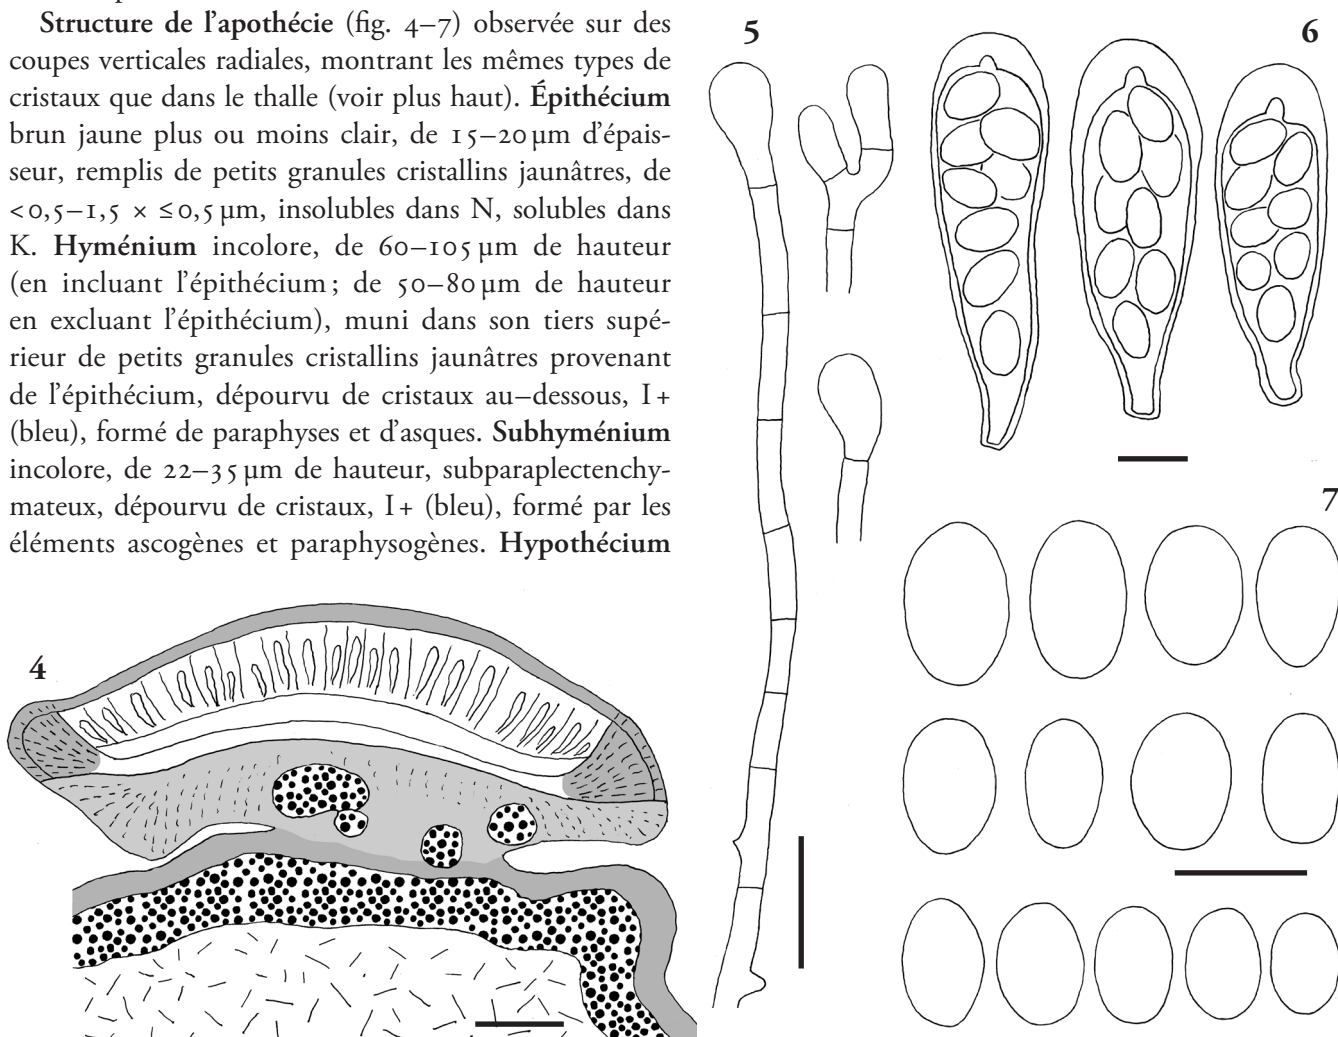 Structure de l'apothécie (fig. 4–7) observée sur des
coupes verticales radiales, montrant les mêmes types de
cristaux que dans le thalle (voir plus haut). Épithécium
brun jaune plus ou moins clair, de 15–20 µm d'épais-
seur, remplis de petits granules cristallins jaunâtres, de
<0,5–1,5 × ≤0,5 µm, insolubles dans N, solubles dans
K. Hyménium incolore, de 60–105 µm de hauteur
(en incluant l'épithécium ; de 50–80 µm de hauteur
en excluant l'épithécium), muni dans son tiers supé-
rieur de petits granules cristallins jaunâtres provenant
de l'épithécium, dépourvu de cristaux au–dessous, I+
(bleu), formé de paraphyses et d'asques. Subhyménium
incolore, de 22–35 µm de hauteur, subparaplectenchy-
mateux, dépourvu de cristaux, I+ (bleu), formé par les
éléments ascogènes et paraphysogènes. Hypothécium
4
5
6
7